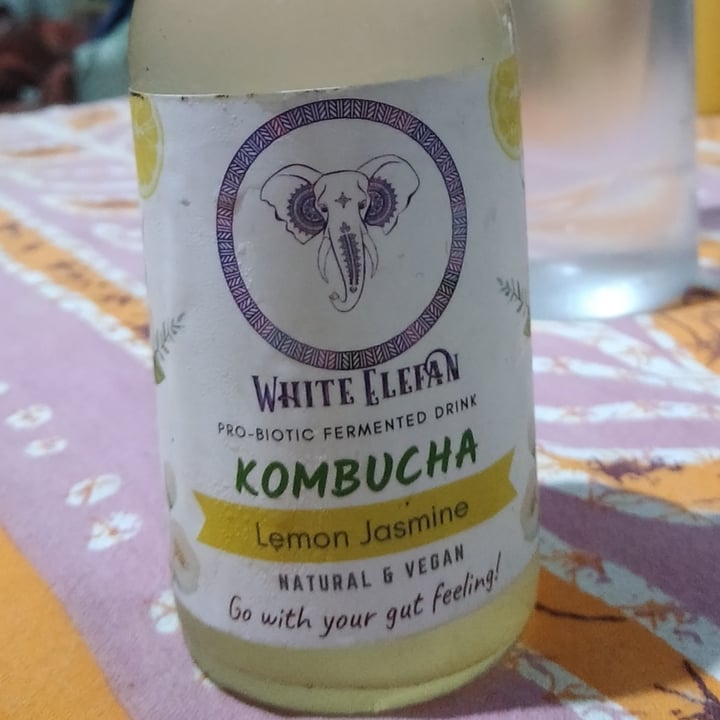 WHITE ELEFAN
PRO-BIOTIC FERMENTED DRINK
KOMBUCHA
Lemon Jasmine
NATURAL & VEGAN
Go with your gut feeling!